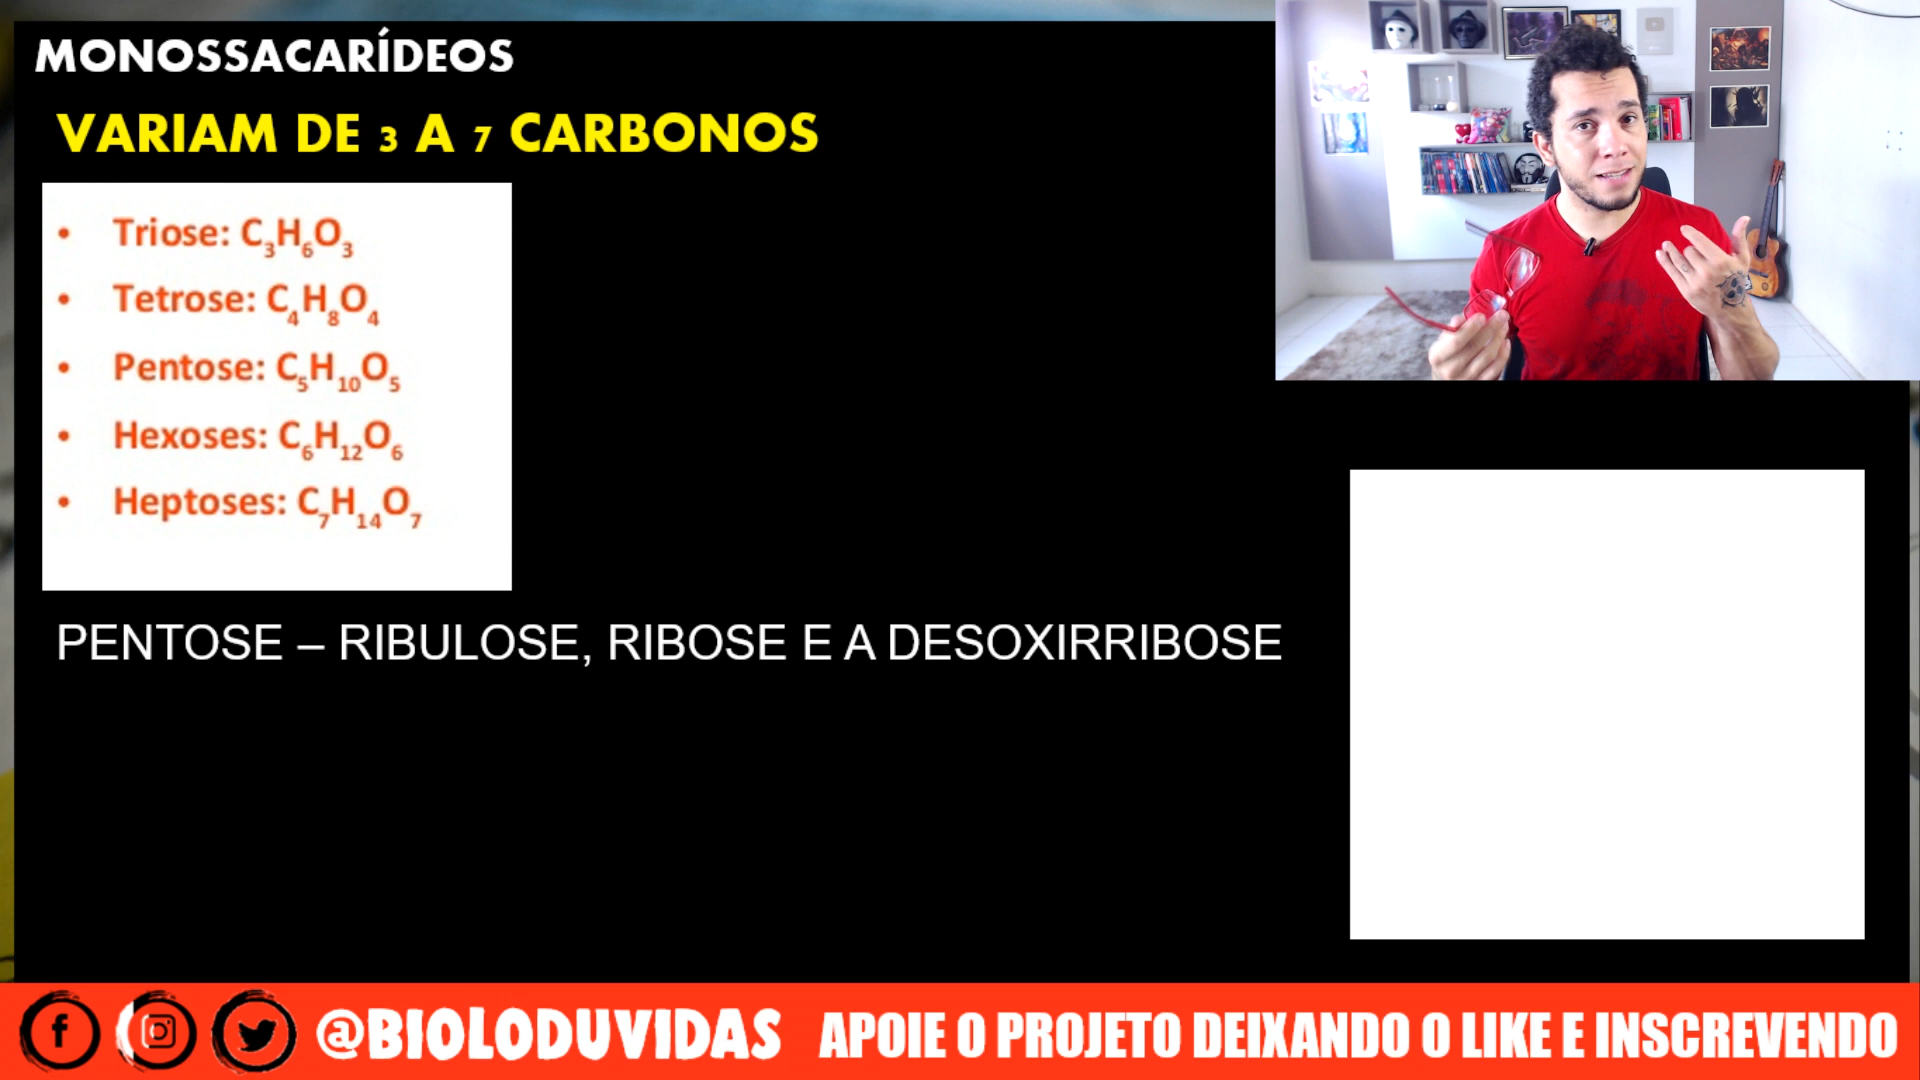 MONOSSACARÍDEOS
VARIAM DE 3 A 7 CARBONOS
• Triose: C₃H₆O₃
• Tetrose: C₄H₈O₄
• Pentose: C₅H₁₀O₅
• Hexoses: C₆H₁₂O₆
• Heptoses: C₇H₁₄O₇
PENTOSE – RIBULOSE, RIBOSE E A DESOXIRRIBOSE
@BIOLODUVIDAS APOIE O PROJETO DEIXANDO O LIKE E INSCREVENDO